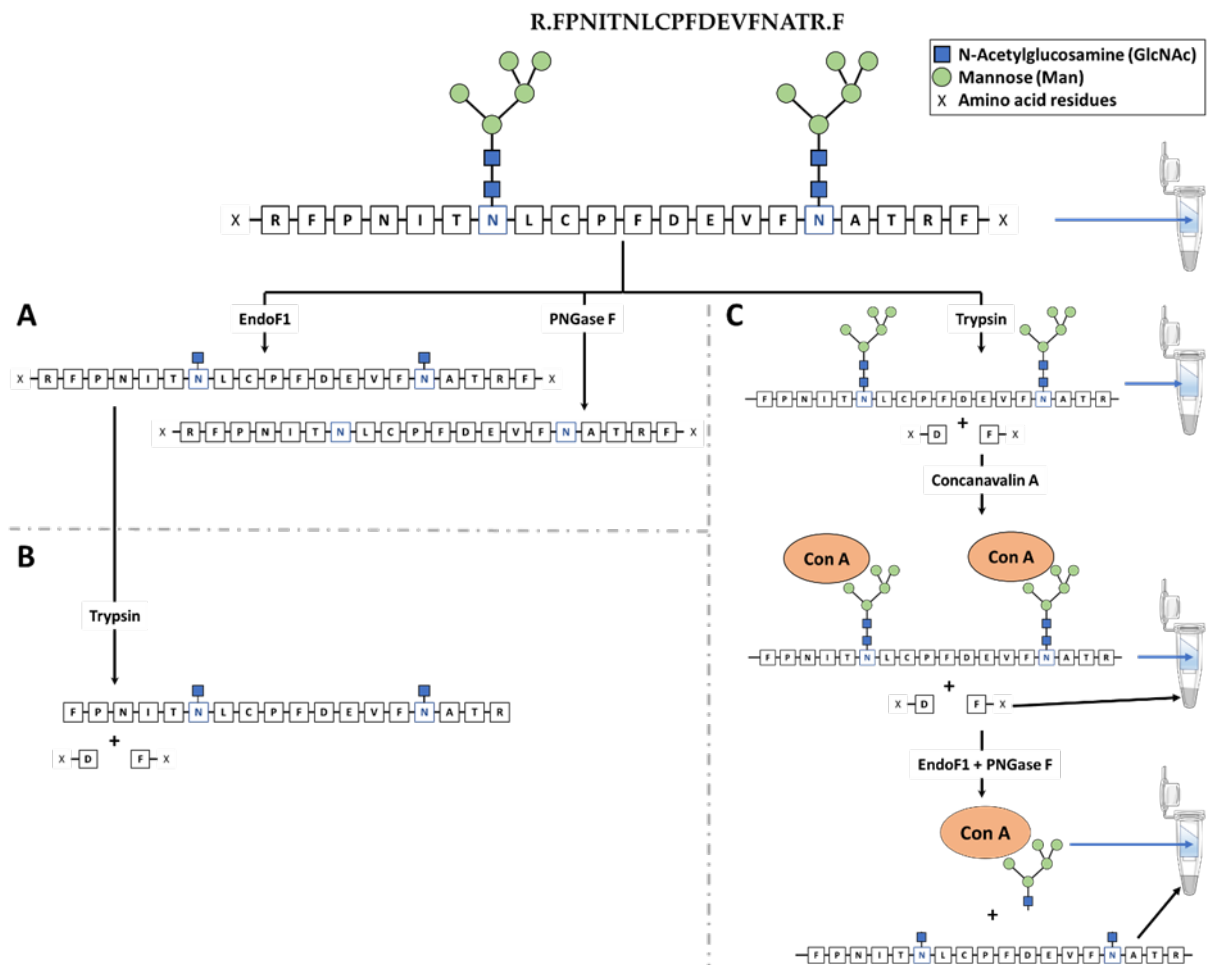 R.FPNITNLCPFDEVFNATR.F
N-Acetylglucosamine (GlcNAc)
Mannose (Man)
X Amino acid residues
X R F P N I T N L C P F D E V F N A T R F X
A
EndoF1
PNGase F
X R F P N I T N L C P F D E V F N A T R F X
X R F P N I T N L C P F D E V F N A T R F X
B
Trypsin
F P N I T N L C P F D E V F N A T R
+
X D F X
C
Trypsin
F P N I T N L C P F D E V F N A T R
+
X D F X
Concanavalin A
Con A
Con A
F P N I T N L C P F D E V F N A T R
+
X D F X
EndoF1 + PNGase F
Con A
+
F P N I T N L C P F D E V F N A T R